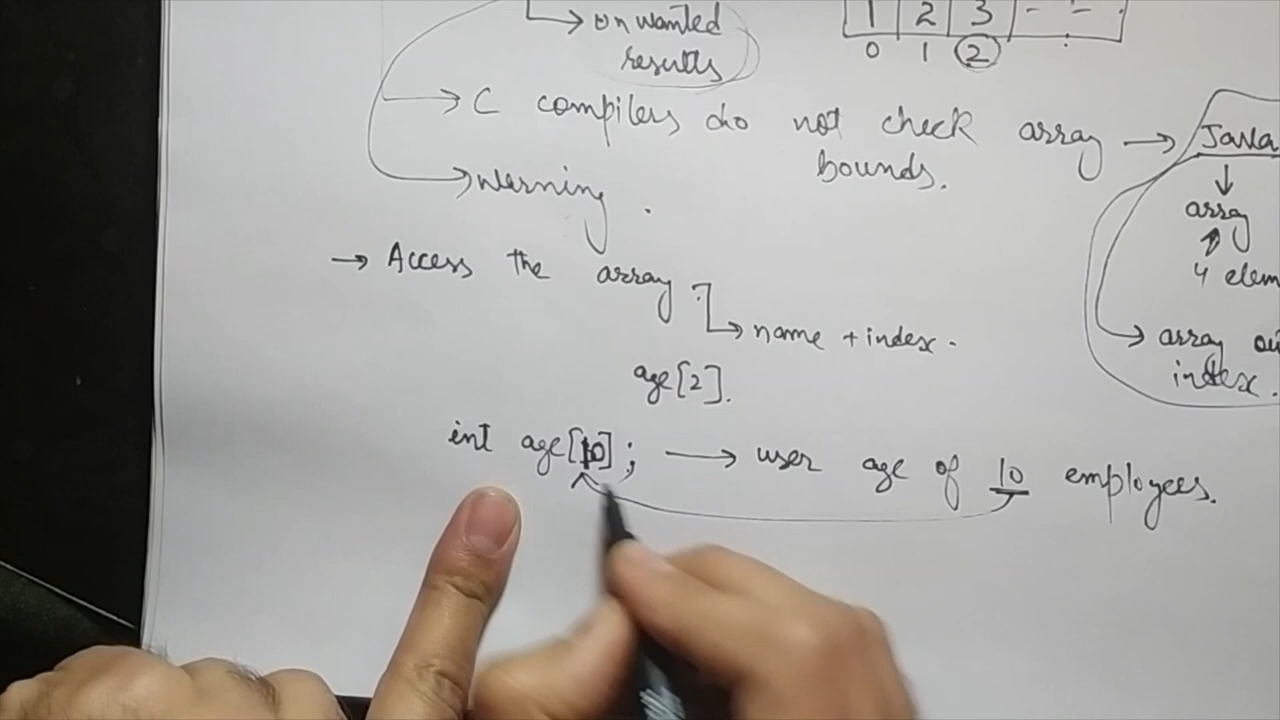 → unwanted
results
1 2 3 - - -
0 1 2
→ C compilers do not check array → Java
bounds.
→ Warning.
↓
array
4 elem
→ Access the array.
→ name + index.
→ array ou
index.
age[2].
int age[10]; → user age of 10 employees.